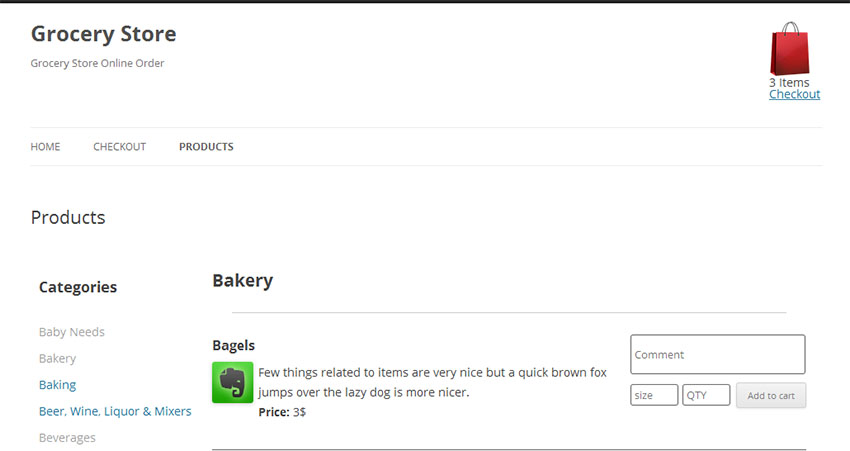 Grocery Store
Grocery Store Online Order
3 Items
Checkout
HOME CHECKOUT PRODUCTS
Products
Categories
Baby Needs
Bakery
Baking
Beer, Wine, Liquor & Mixers
Beverages
Bakery
Bagels
Few things related to items are very nice but a quick brown fox
jumps over the lazy dog is more nicer.
Price: 3$
Comment
size QTY Add to cart